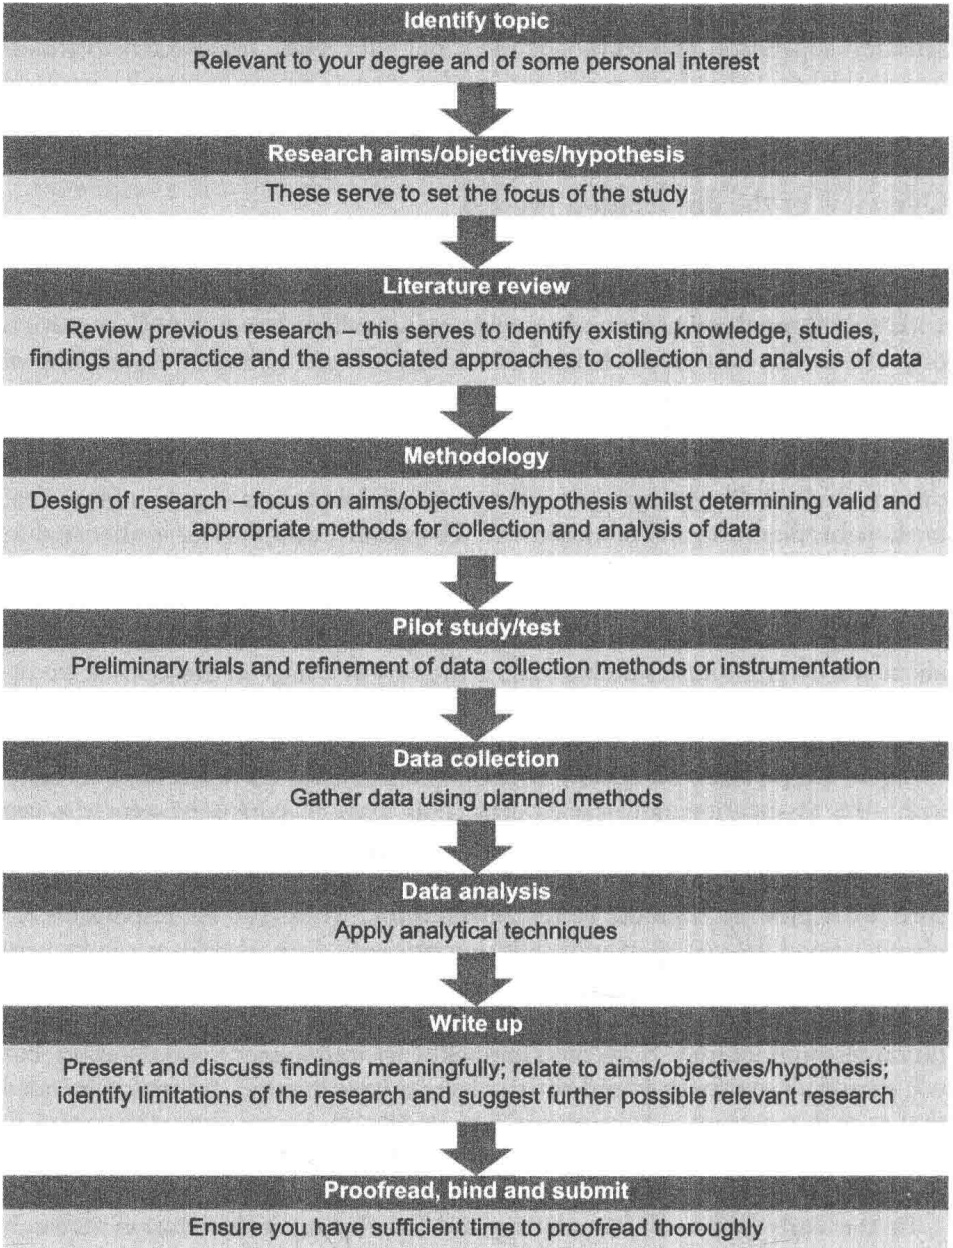 Identify topic
Relevant to your degree and of some personal interest
Research aims/objectives/hypothesis
These serve to set the focus of the study
Literature review
Review previous research – this serves to identify existing knowledge, studies,
findings and practice and the associated approaches to collection and analysis of data
Methodology
Design of research – focus on aims/objectives/hypothesis whilst determining valid and
appropriate methods for collection and analysis of data
Pilot study/test
Preliminary trials and refinement of data collection methods or instrumentation
Data collection
Gather data using planned methods
Data analysis
Apply analytical techniques
Write up
Present and discuss findings meaningfully; relate to aims/objectives/hypothesis;
identify limitations of the research and suggest further possible relevant research
Proofread, bind and submit
Ensure you have sufficient time to proofread thoroughly